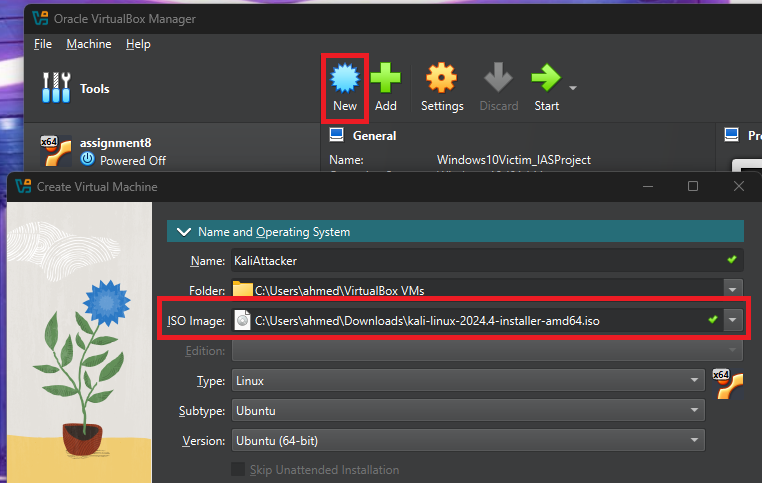 Oracle VirtualBox Manager
File Machine Help
Tools
New Add Settings Discard Start
x64 assignment8
Powered Off
General
Name: Windows10Victim_IASProject
Create Virtual Machine
Name and Operating System
Name: KaliAttacker
Folder: C:\Users\ahmed\VirtualBox VMs
ISO Image: C:\Users\ahmed\Downloads\kali-linux-2024.4-installer-amd64.iso
Edition:
Type: Linux x64
Subtype: Ubuntu
Version: Ubuntu (64-bit)
Skip Unattended Installation